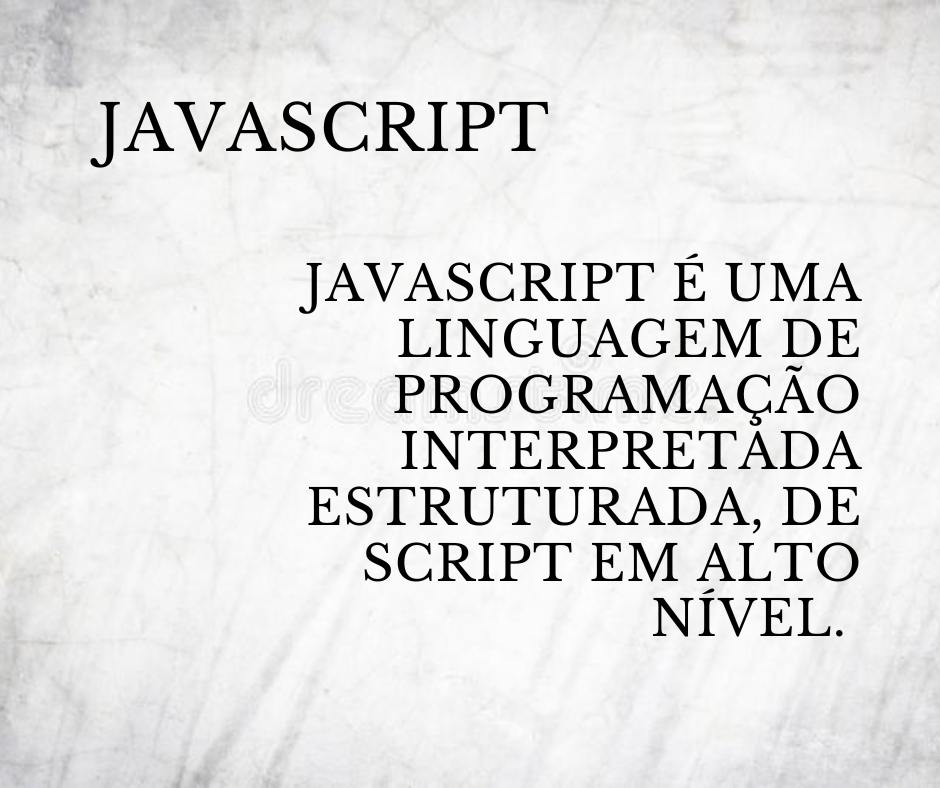 JAVASCRIPT
JAVASCRIPT É UMA
LINGUAGEM DE
PROGRAMAÇÃO
INTERPRETADA
ESTRUTURADA, DE
SCRIPT EM ALTO
NÍVEL.